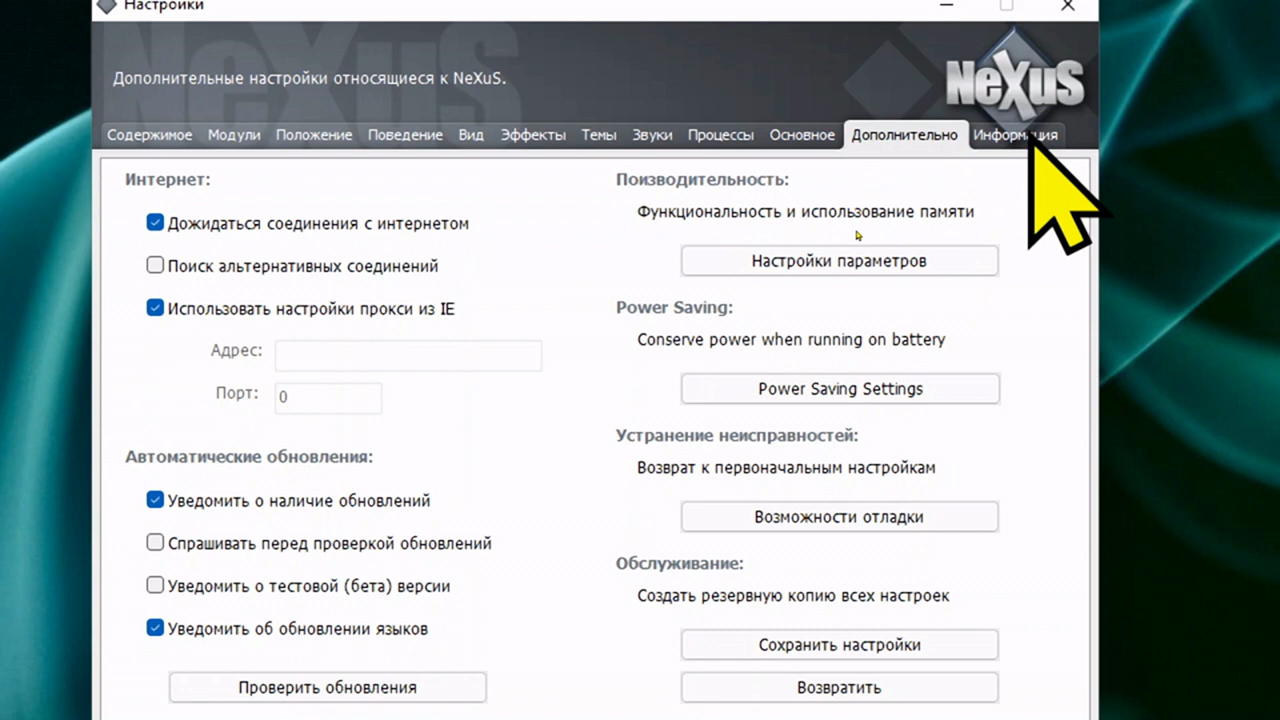 Настройки
Дополнительные настройки относящиеся к NeXuS.
NeXuS
Содержимое Модули Положение Поведение Вид Эффекты Темы Звуки Процессы Основное Дополнительно Информация
Интернет:
Дожидаться соединения с интернетом
Поиск альтернативных соединений
Использовать настройки прокси из IE
Адрес:
Порт: 0
Автоматические обновления:
Уведомить о наличие обновлений
Спрашивать перед проверкой обновлений
Уведомить о тестовой (бета) версии
Уведомить об обновлении языков
Проверить обновления
Поизводительность:
Функциональность и использование памяти
Настройки параметров
Power Saving:
Conserve power when running on battery
Power Saving Settings
Устранение неисправностей:
Возврат к первоначальным настройкам
Возможности отладки
Обслуживание:
Создать резервную копию всех настроек
Сохранить настройки
Возвратить